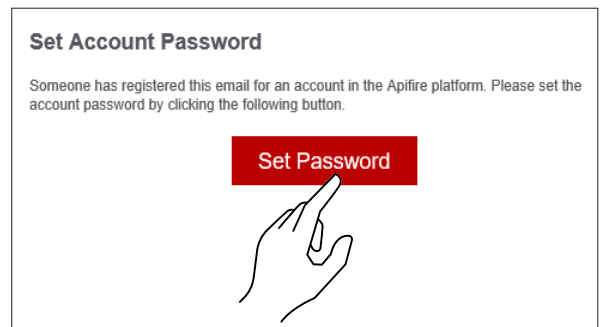 Set Account Password
Someone has registered this email for an account in the Apifire platform. Please set the
account password by clicking the following button.
Set Password